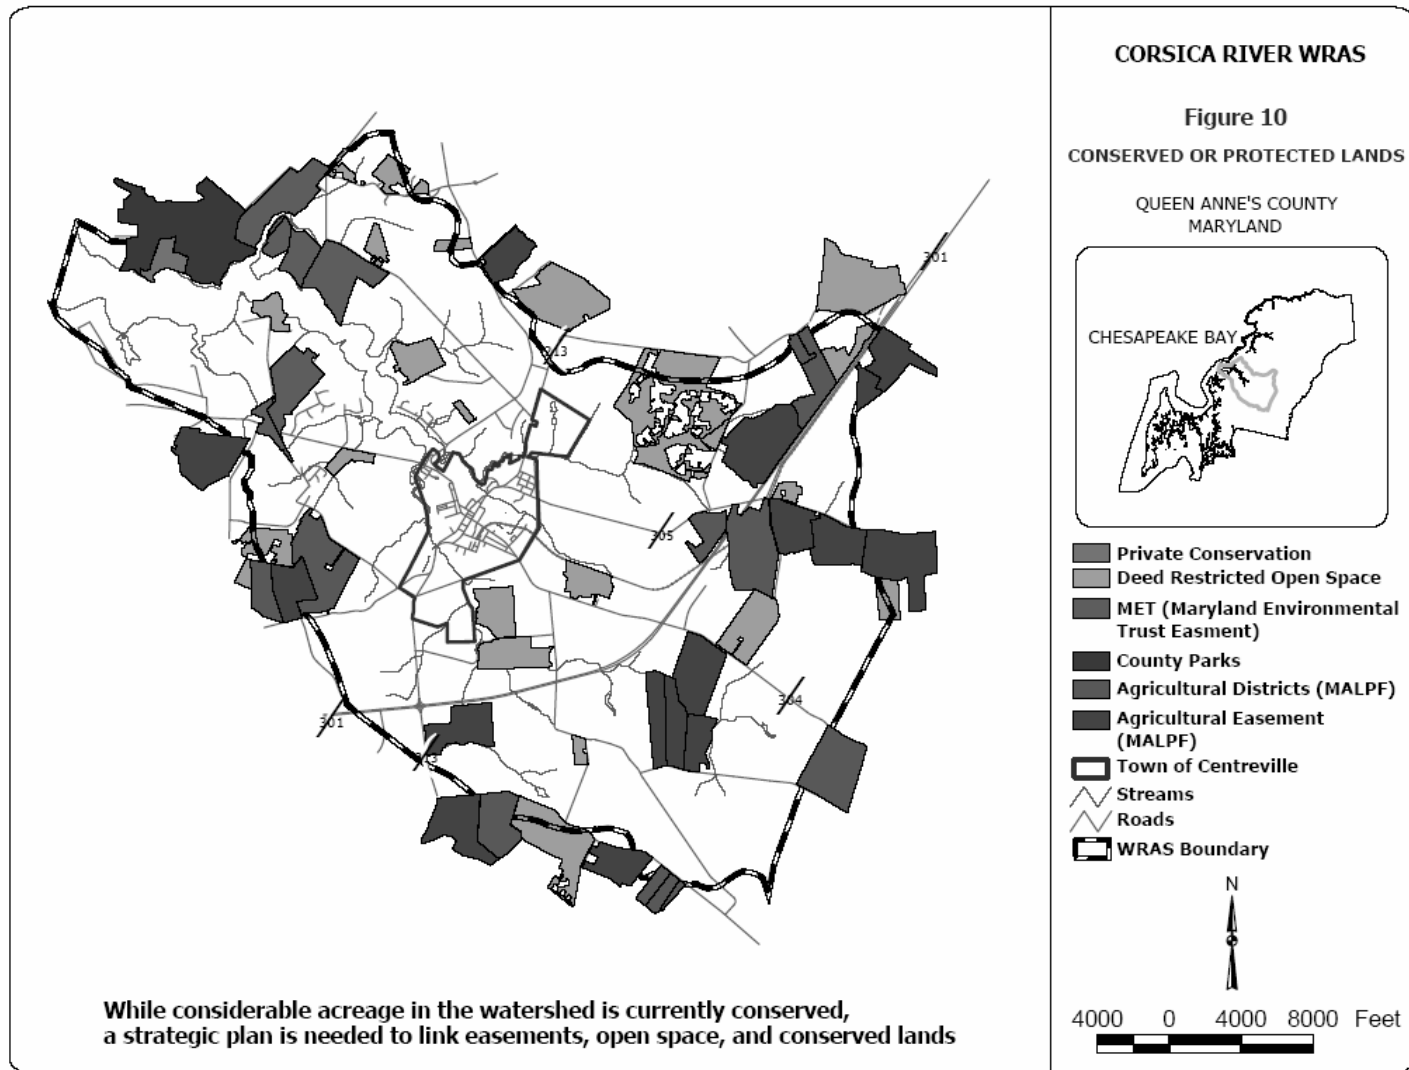 CORSICA RIVER WRAS
Figure 10
CONSERVED OR PROTECTED LANDS
QUEEN ANNE'S COUNTY
MARYLAND
CHESAPEAKE BAY
Private Conservation
Deed Restricted Open Space
MET (Maryland Environmental
Trust Easment)
County Parks
Agricultural Districts (MALPF)
Agricultural Easement
(MALPF)
Town of Centreville
Streams
Roads
WRAS Boundary
N
4000 0 4000 8000 Feet
301
213
305
304
301
While considerable acreage in the watershed is currently conserved,
a strategic plan is needed to link easements, open space, and conserved lands